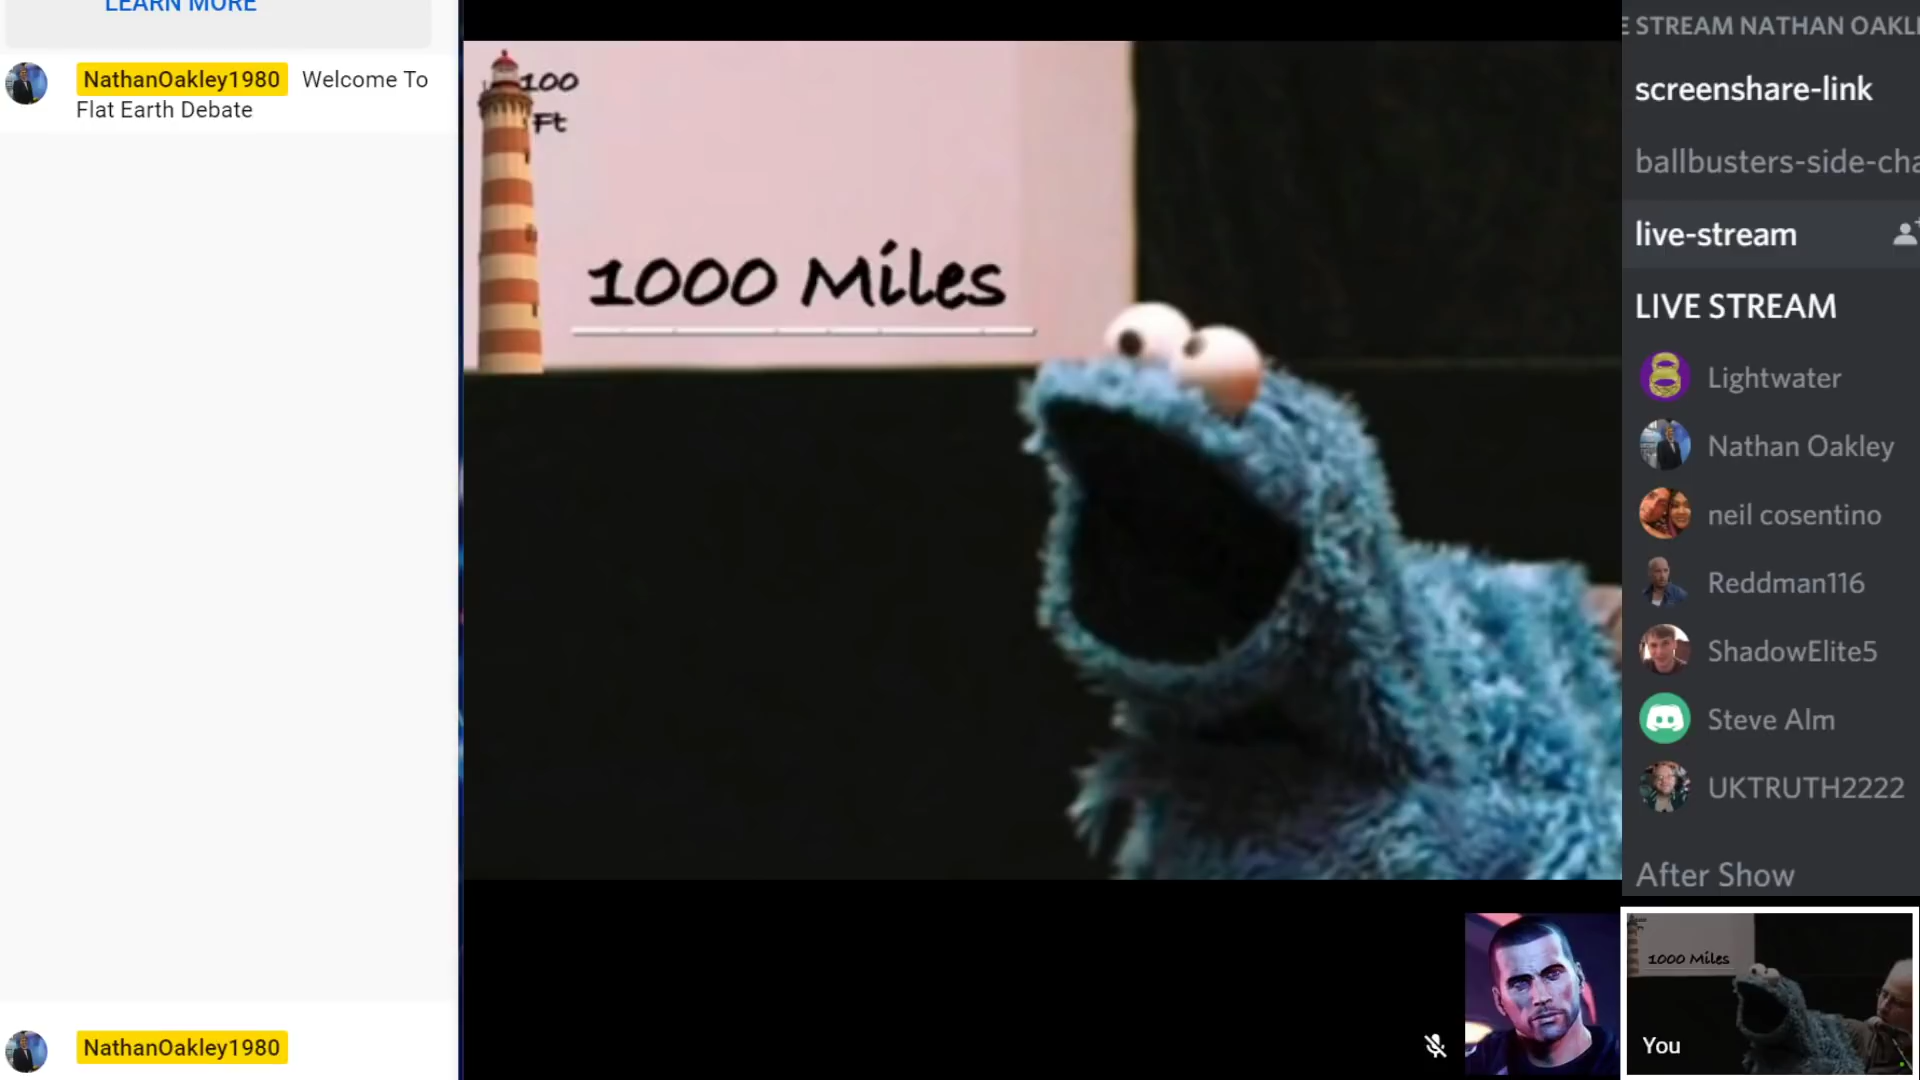 LEARN MORE
NathanOakley1980 Welcome To
Flat Earth Debate
NathanOakley1980
100
Ft
1000 Miles
E STREAM NATHAN OAKL
screenshare-link
ballbusters-side-cha
live-stream
LIVE STREAM
Lightwater
Nathan Oakley
neil cosentino
Reddman116
ShadowElite5
Steve Alm
UKTRUTH2222
After Show
1000 Miles
You